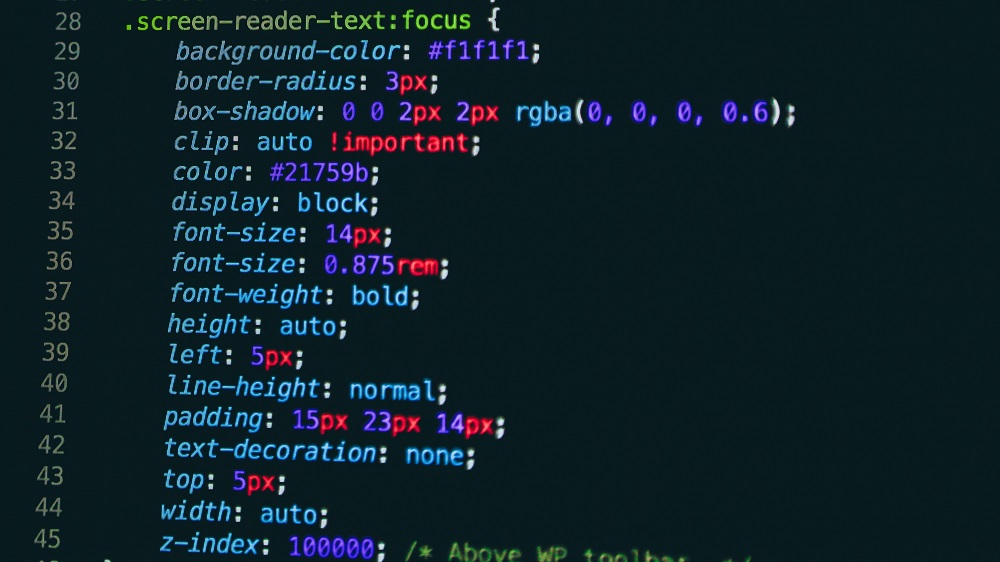 28 .screen-reader-text:focus {
29 background-color: #f1f1f1;
30 border-radius: 3px;
31 box-shadow: 0 0 2px 2px rgba(0, 0, 0, 0.6);
32 clip: auto !important;
33 color: #21759b;
34 display: block;
35 font-size: 14px;
36 font-size: 0.875rem;
37 font-weight: bold;
38 height: auto;
39 left: 5px;
40 line-height: normal;
41 padding: 15px 23px 14px;
42 text-decoration: none;
43 top: 5px;
44 width: auto;
45 z-index: 100000; /* Above WP toolbar. */